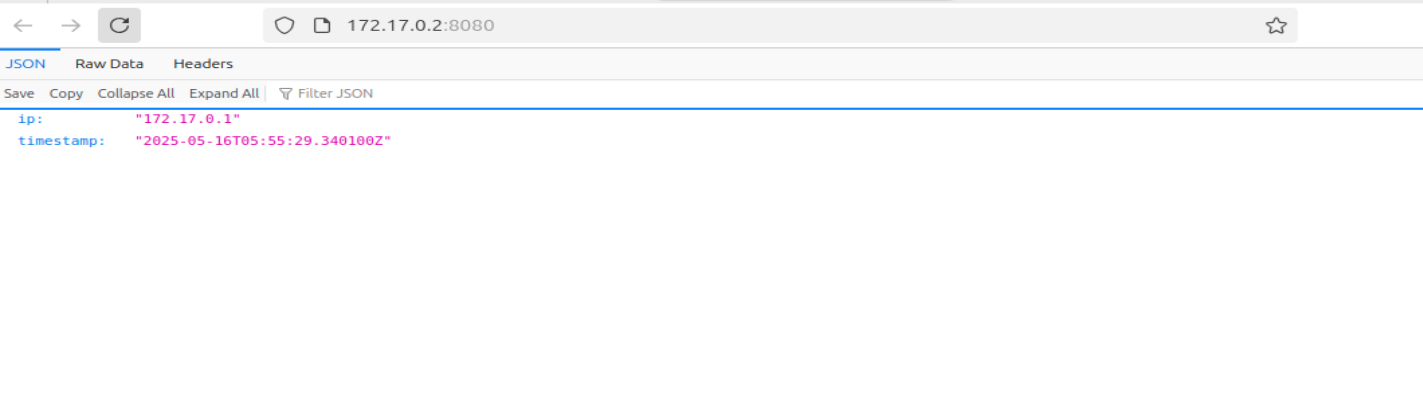 172.17.0.2:8080
JSON Raw Data Headers
Save Copy Collapse All Expand All Filter JSON
ip: "172.17.0.1"
timestamp: "2025-05-16T05:55:29.340100Z"